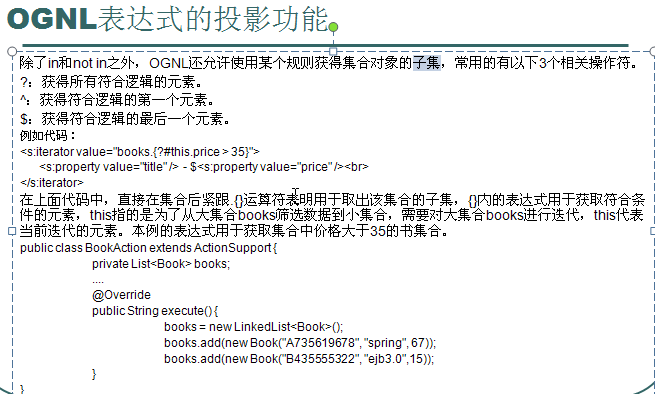 OGNL表达式的投影功能
除了in和not in之外，OGNL还允许使用某个规则获得集合对象的子集，常用的有以下3个相关操作符。
?：获得所有符合逻辑的元素。
^：获得符合逻辑的第一个元素。
$：获得符合逻辑的最后一个元素。
例如代码：
<s:iterator value="books.{?#this.price > 35}">
<s:property value="title" /> - $<s:property value="price" /><br>
</s:iterator>
在上面代码中，直接在集合后紧跟.{}运算符表明用于取出该集合的子集，{}内的表达式用于获取符合条
件的元素，this指的是为了从大集合books筛选数据到小集合，需要对大集合books进行迭代，this代表
当前迭代的元素。本例的表达式用于获取集合中价格大于35的书集合。
public class BookAction extends ActionSupport {
private List<Book> books;
....
@Override
public String execute() {
books = new LinkedList<Book>();
books.add(new Book("A735619678", "spring", 67));
books.add(new Book("B435555322", "ejb3.0",15));
}
}